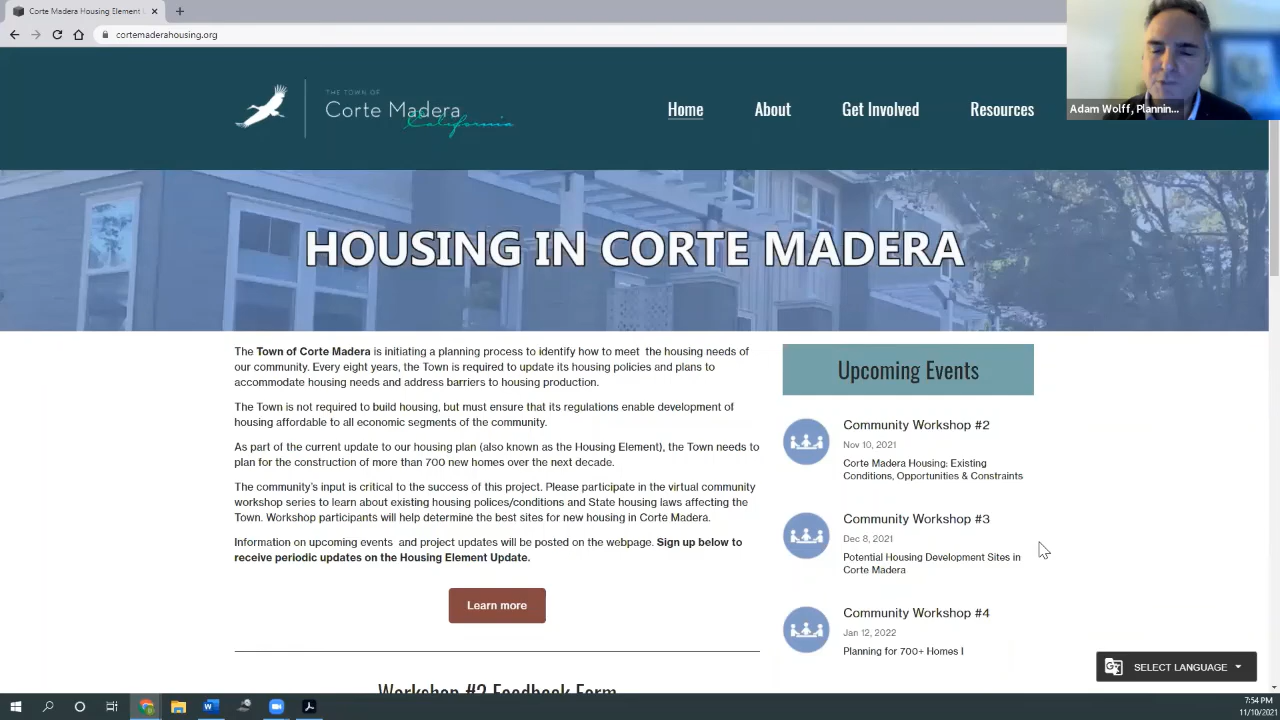 Corte Madera Housing Element
cortemaderahousing.org
THE TOWN OF
Corte Madera
California
Home
About
Get Involved
Resources
Adam Wolff, Plannin...
HOUSING IN CORTE MADERA
The Town of Corte Madera is initiating a planning process to identify how to meet the housing needs of
our community. Every eight years, the Town is required to update its housing policies and plans to
accommodate housing needs and address barriers to housing production.
The Town is not required to build housing, but must ensure that its regulations enable development of
housing affordable to all economic segments of the community.
As part of the current update to our housing plan (also known as the Housing Element), the Town needs to
plan for the construction of more than 700 new homes over the next decade.
The community's input is critical to the success of this project. Please participate in the virtual community
workshop series to learn about existing housing polices/conditions and State housing laws affecting the
Town. Workshop participants will help determine the best sites for new housing in Corte Madera.
Information on upcoming events and project updates will be posted on the webpage. Sign up below to
receive periodic updates on the Housing Element Update.
Learn more
Workshop #2 Feedback Form
Upcoming Events
Community Workshop #2
Nov 10, 2021
Corte Madera Housing: Existing
Conditions, Opportunities & Constraints
Community Workshop #3
Dec 8, 2021
Potential Housing Development Sites in
Corte Madera
Community Workshop #4
Jan 12, 2022
Planning for 700+ Homes I
SELECT LANGUAGE
7:54 PM
11/10/2021